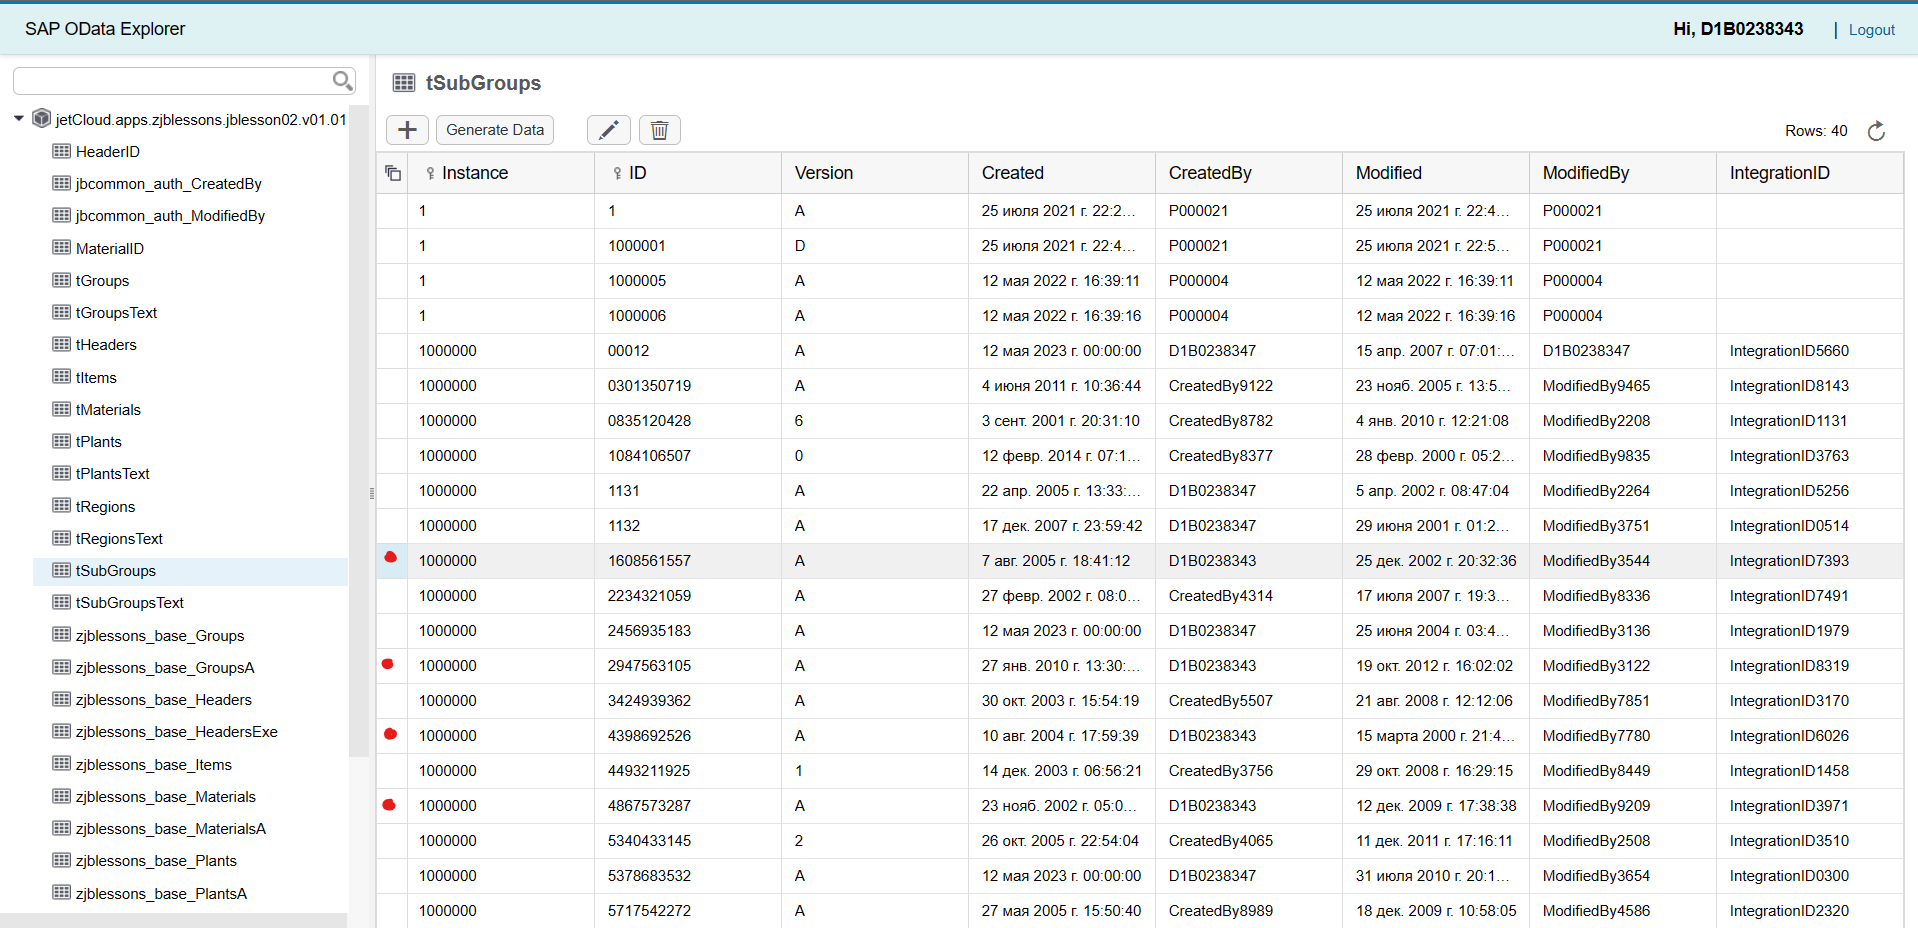 SAP OData Explorer
Hi, D1B0238343 | Logout
jetCloud.apps.zjblessons.jblesson02.v01.01
HeaderID
jbcommon_auth_CreatedBy
jbcommon_auth_ModifiedBy
MaterialID
tGroups
tGroupsText
tHeaders
tItems
tMaterials
tPlants
tPlantsText
tRegions
tRegionsText
tSubGroups
tSubGroupsText
zjblessons_base_Groups
zjblessons_base_GroupsA
zjblessons_base_Headers
zjblessons_base_HeadersExe
zjblessons_base_Items
zjblessons_base_Materials
zjblessons_base_MaterialsA
zjblessons_base_Plants
zjblessons_base_PlantsA
tSubGroups
Generate Data
Rows: 40
Instance ID Version Created CreatedBy Modified ModifiedBy IntegrationID
1 1 A 25 июля 2021 г. 22:2... P000021 25 июля 2021 г. 22:4... P000021
1 1000001 D 25 июля 2021 г. 22:4... P000021 25 июля 2021 г. 22:5... P000021
1 1000005 A 12 мая 2022 г. 16:39:11 P000004 12 мая 2022 г. 16:39:11 P000004
1 1000006 A 12 мая 2022 г. 16:39:16 P000004 12 мая 2022 г. 16:39:16 P000004
1000000 00012 A 12 мая 2023 г. 00:00:00 D1B0238347 15 апр. 2007 г. 07:01:... D1B0238347 IntegrationID5660
1000000 0301350719 A 4 июня 2011 г. 10:36:44 CreatedBy9122 23 нояб. 2005 г. 13:5... ModifiedBy9465 IntegrationID8143
1000000 0835120428 6 3 сент. 2001 г. 20:31:10 CreatedBy8782 4 янв. 2010 г. 12:21:08 ModifiedBy2208 IntegrationID1131
1000000 1084106507 0 12 февр. 2014 г. 07:1... CreatedBy8377 28 февр. 2000 г. 05:2... ModifiedBy9835 IntegrationID3763
1000000 1131 A 22 апр. 2005 г. 13:33:... D1B0238347 5 апр. 2002 г. 08:47:04 ModifiedBy2264 IntegrationID5256
1000000 1132 A 17 дек. 2007 г. 23:59:42 D1B0238347 29 июня 2001 г. 01:2... ModifiedBy3751 IntegrationID0514
1000000 1608561557 A 7 авг. 2005 г. 18:41:12 D1B0238343 25 дек. 2002 г. 20:32:36 ModifiedBy3544 IntegrationID7393
1000000 2234321059 A 27 февр. 2002 г. 08:0... CreatedBy4314 17 июля 2007 г. 19:3... ModifiedBy8336 IntegrationID7491
1000000 2456935183 A 12 мая 2023 г. 00:00:00 D1B0238347 25 июня 2004 г. 03:4... ModifiedBy3136 IntegrationID1979
1000000 2947563105 A 27 янв. 2010 г. 13:30:... D1B0238343 19 окт. 2012 г. 16:02:02 ModifiedBy3122 IntegrationID8319
1000000 3424939362 A 30 окт. 2003 г. 15:54:19 CreatedBy5507 21 авг. 2008 г. 12:12:06 ModifiedBy7851 IntegrationID3170
1000000 4398692526 A 10 авг. 2004 г. 17:59:39 D1B0238343 15 марта 2000 г. 21:4... ModifiedBy7780 IntegrationID6026
1000000 4493211925 1 14 дек. 2003 г. 06:56:21 CreatedBy3756 29 окт. 2008 г. 16:29:15 ModifiedBy8449 IntegrationID1458
1000000 4867573287 A 23 нояб. 2002 г. 05:0... D1B0238343 12 дек. 2009 г. 17:38:38 ModifiedBy9209 IntegrationID3971
1000000 5340433145 2 26 окт. 2005 г. 22:54:04 CreatedBy4065 11 дек. 2011 г. 17:16:11 ModifiedBy2508 IntegrationID3510
1000000 5378683532 A 12 мая 2023 г. 00:00:00 D1B0238347 31 июля 2010 г. 20:1... ModifiedBy3654 IntegrationID0300
1000000 5717542272 A 27 мая 2005 г. 15:50:40 CreatedBy8989 18 дек. 2009 г. 10:58:05 ModifiedBy4586 IntegrationID2320